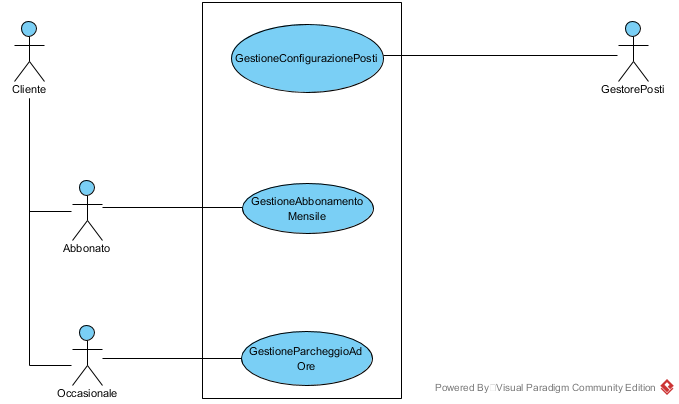 GestioneConfigurazionePosti
Cliente
GestorePosti
GestioneAbbonamento
Mensile
Abbonato
GestioneParcheggioAd
Ore
Occasionale
Powered By Visual Paradigm Community Edition